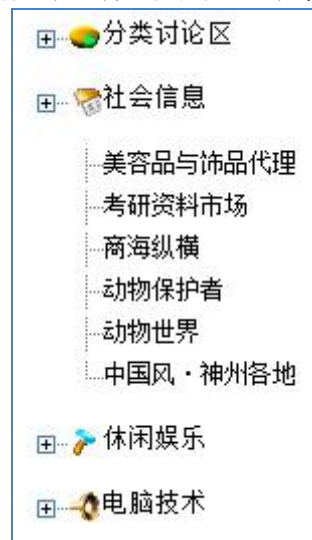 分类讨论区
社会信息
美容品与饰品代理
考研资料市场
商海纵横
动物保护者
动物世界
中国风·神州各地
休闲娱乐
电脑技术